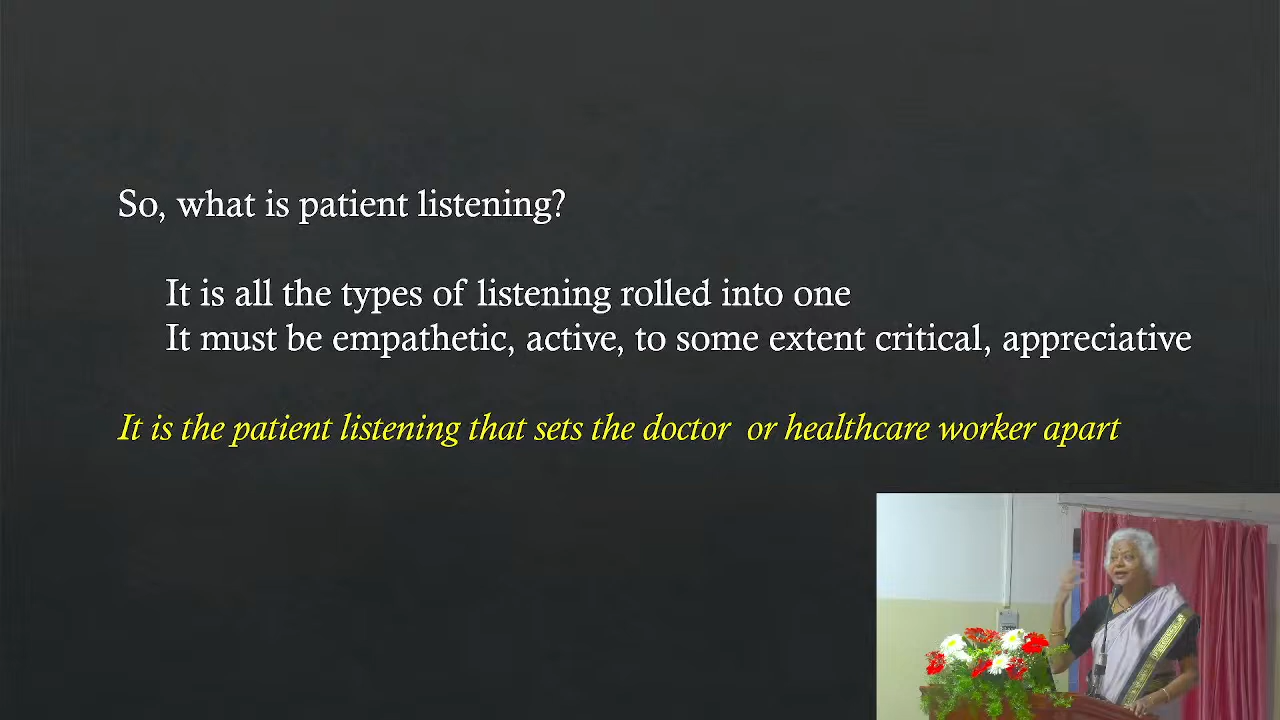 So, what is patient listening?
It is all the types of listening rolled into one
It must be empathetic, active, to some extent critical, appreciative
It is the patient listening that sets the doctor or healthcare worker apart